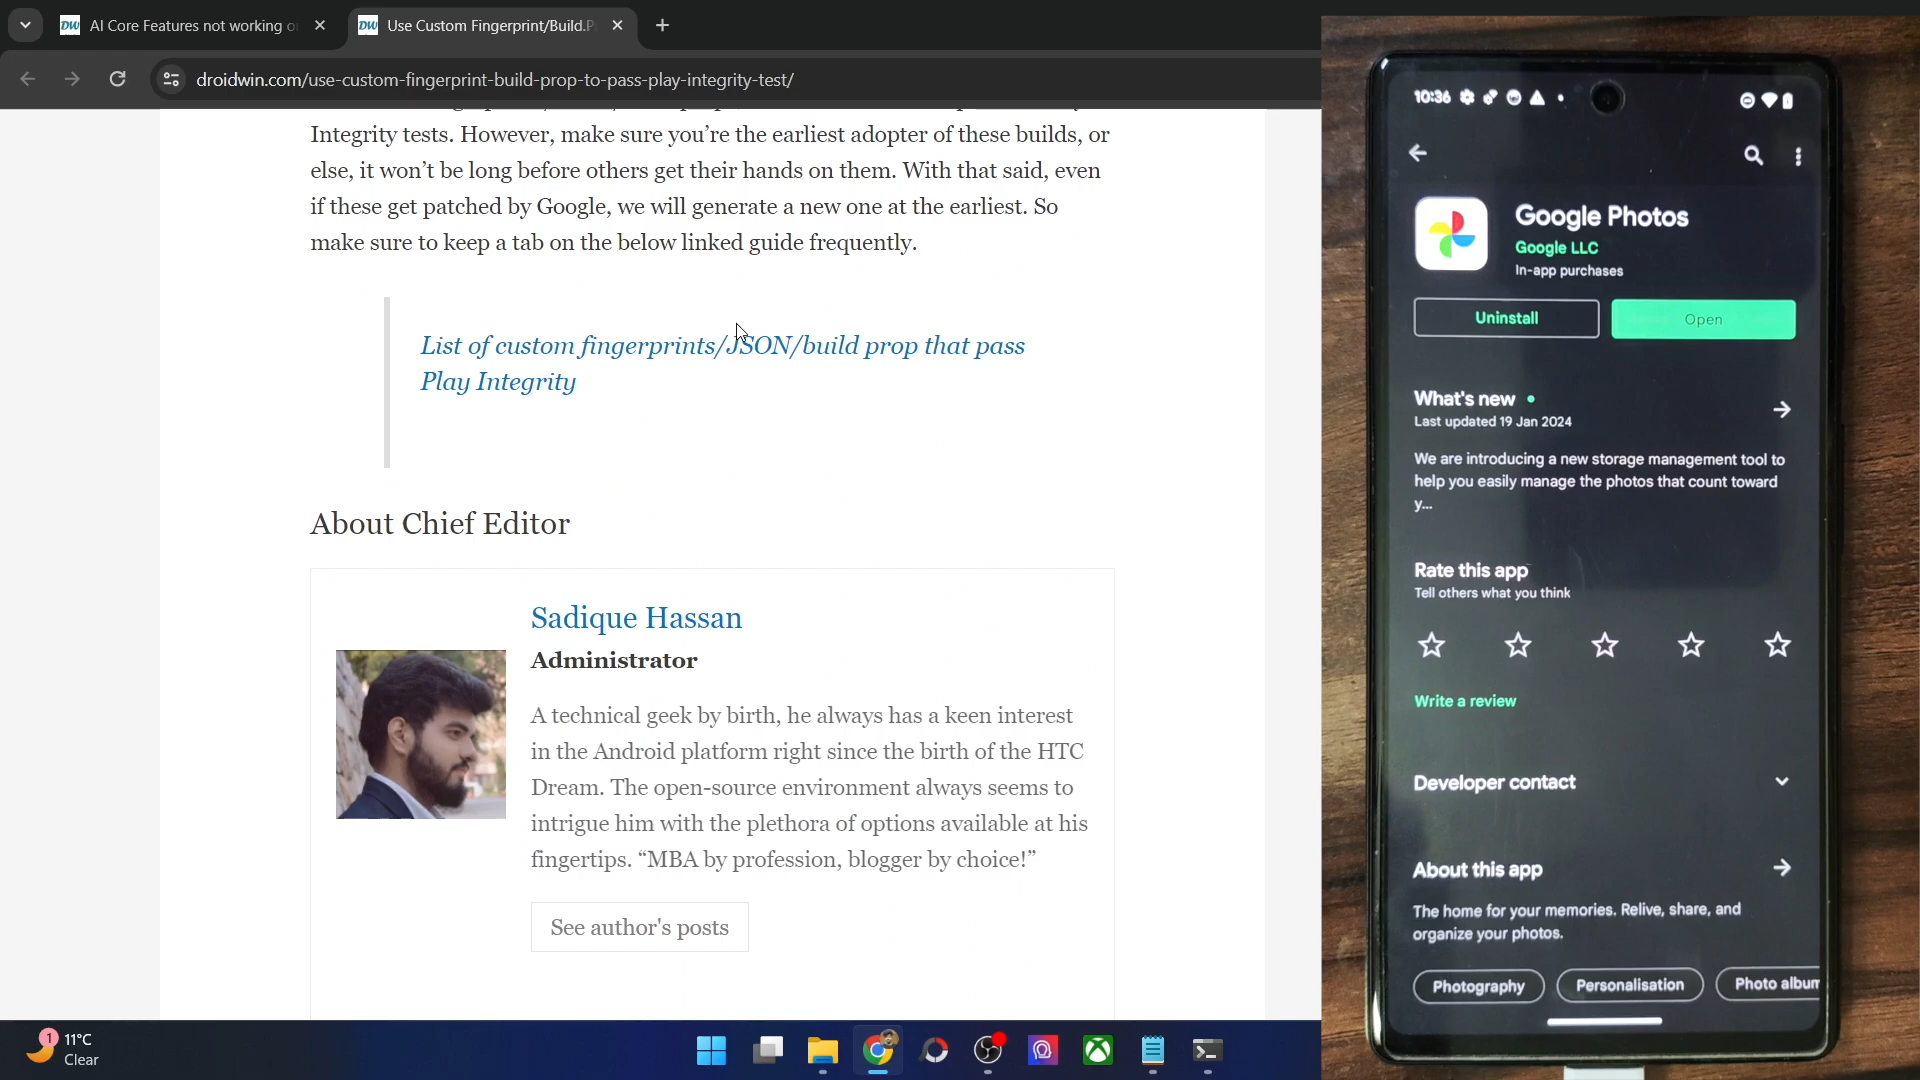 DW AI Core Features not working o
DW Use Custom Fingerprint/Build.P
droidwin.com/use-custom-fingerprint-build-prop-to-pass-play-integrity-test/
Integrity tests. However, make sure you’re the earliest adopter of these builds, or
else, it won’t be long before others get their hands on them. With that said, even
if these get patched by Google, we will generate a new one at the earliest. So
make sure to keep a tab on the below linked guide frequently.
List of custom fingerprints/JSON/build prop that pass
Play Integrity
About Chief Editor
Sadique Hassan
Administrator
A technical geek by birth, he always has a keen interest
in the Android platform right since the birth of the HTC
Dream. The open-source environment always seems to
intrigue him with the plethora of options available at his
fingertips. “MBA by profession, blogger by choice!”
See author's posts
1
11°C
Clear
10:36
Google Photos
Google LLC
In-app purchases
Uninstall
Open
What's new
Last updated 19 Jan 2024
We are introducing a new storage management tool to
help you easily manage the photos that count toward
y...
Rate this app
Tell others what you think
Write a review
Developer contact
About this app
The home for your memories. Relive, share, and
organize your photos.
Photography
Personalisation
Photo album